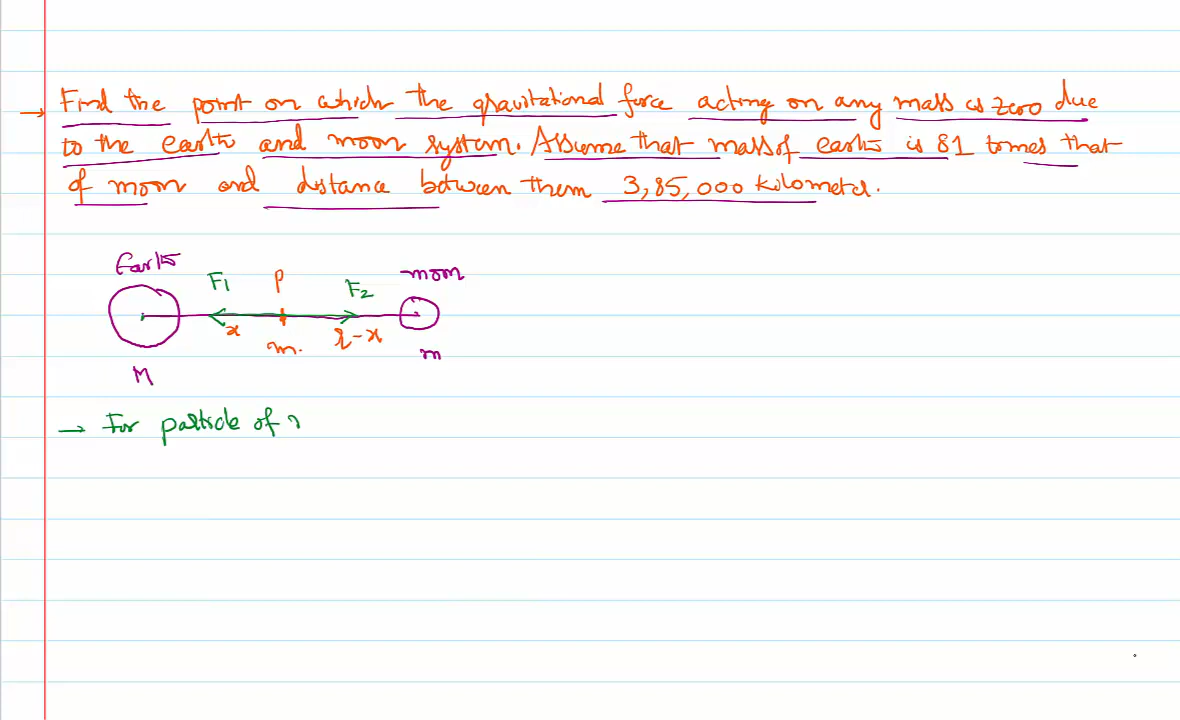 → Find the point on which the gravitational force acting on any mass is zero due
to the earth and moon system. Assume that mass of earth is 81 times that
of moon and distance between them 3,85,000 kilometer.
Earth
F1
P
F2
moon
x
r-x
m
m
M
→ For particle of